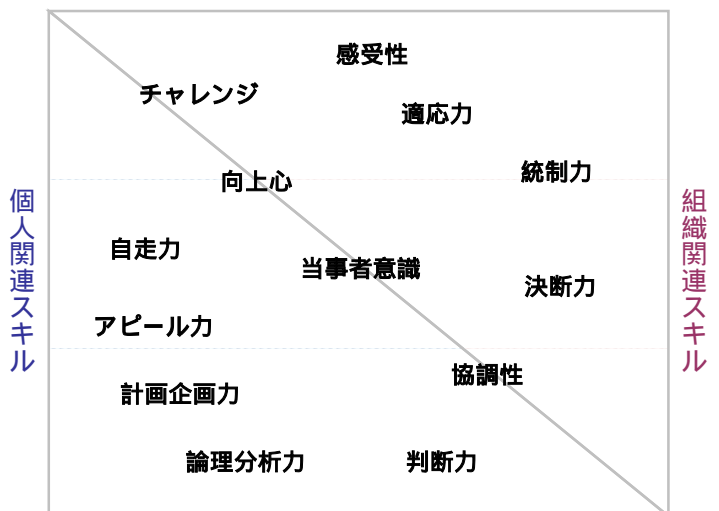 感受性
チャレンジ
適応力
統制力
向上心
個人関連スキル
組織関連スキル
自走力
当事者意識
決断力
アピール力
協調性
計画企画力
論理分析力
判断力